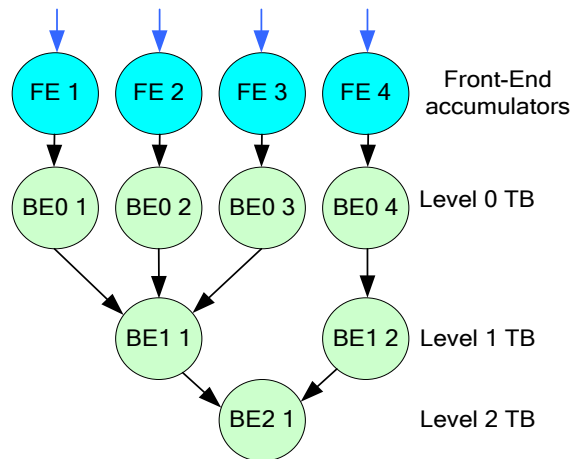 FE 1
FE 2
FE 3
FE 4
Front-End
accumulators
BE0 1
BE0 2
BE0 3
BE0 4
Level 0 TB
BE1 1
BE1 2
Level 1 TB
BE2 1
Level 2 TB